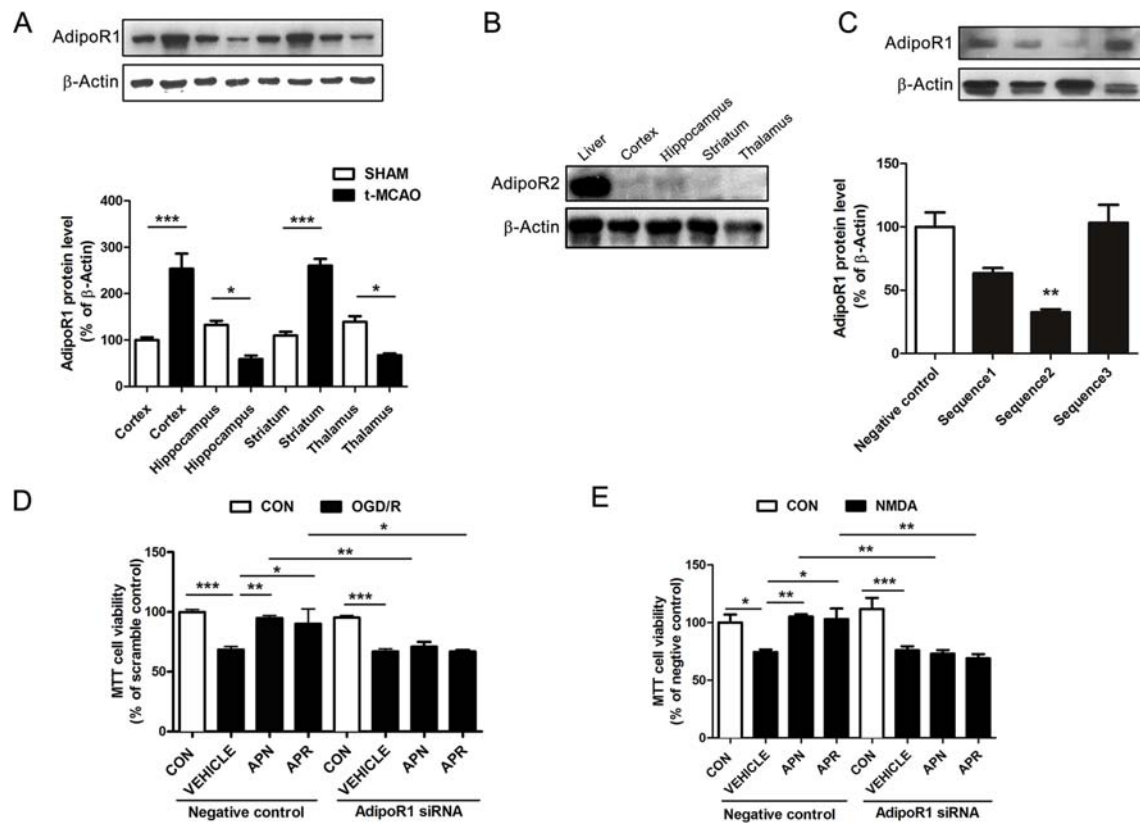 A
AdipoR1
β-Actin
SHAM
t-MCAO
AdipoR1 protein level
(% of β-Actin)
400
300
200
100
0
***
*
***
*
Cortex
Cortex
Hippocampus
Hippocampus
Striatum
Striatum
Thalamus
Thalamus
B
Liver
Cortex
Hippocampus
Striatum
Thalamus
AdipoR2
β-Actin
C
AdipoR1
β-Actin
AdipoR1 protein level
(% of β-Actin)
150
100
50
0
**
Negative control
Sequence1
Sequence2
Sequence3
D
CON
OGD/R
MTT cell viability
(% of scramble control)
150
100
50
0
*
**
*
*** ** ***
CON
VEHICLE
APN
APR
CON
VEHICLE
APN
APR
Negative control
AdipoR1 siRNA
E
CON
NMDA
MTT cell viability
(% of negtive control)
150
100
50
0
**
**
*
* ** ***
CON
VEHICLE
APN
APR
CON
VEHICLE
APN
APR
Negative control
AdipoR1 siRNA